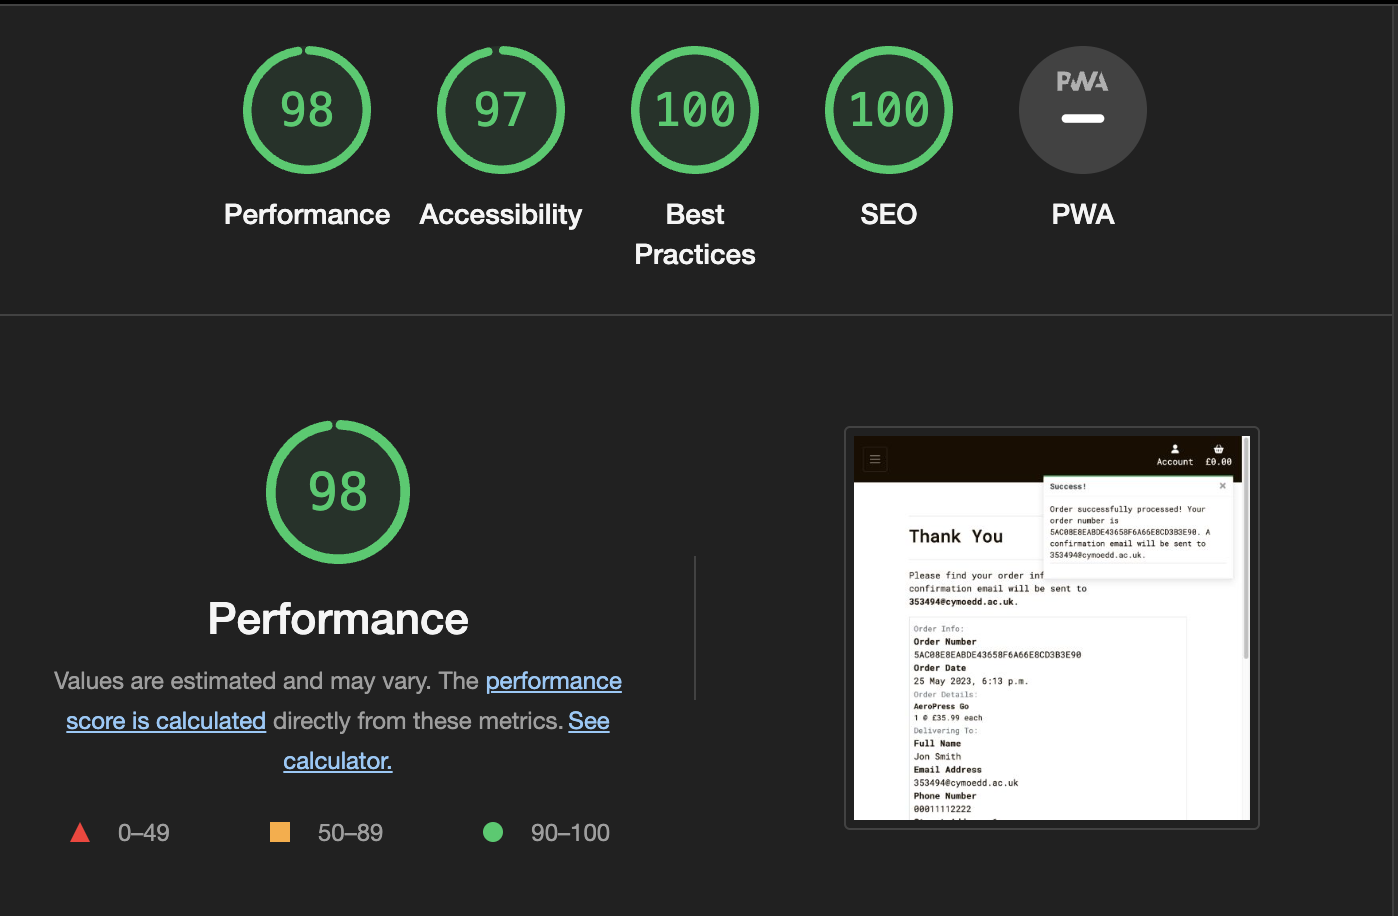 98
97
100
100
PWA
Performance
Accessibility
Best
Practices
SEO
PWA
98
Performance
Values are estimated and may vary. The performance
score is calculated directly from these metrics. See
calculator.
0–49
50–89
90–100
Account
£0.00
Success!
Order successfully processed! Your
order number is
5AC08E8EABDE43658F6A66E8CD3B3E90. A
confirmation email will be sent to
353494@cymoedd.ac.uk.
Thank You
Please find your order inf
confirmation email will be sent to
353494@cymoedd.ac.uk.
Order Info:
Order Number
5AC08E8EABDE43658F6A66E8CD3B3E90
Order Date
25 May 2023, 6:13 p.m.
Order Details:
AeroPress Go
1 @ £35.99 each
Delivering To:
Full Name
Jon Smith
Email Address
353494@cymoedd.ac.uk
Phone Number
00011112222